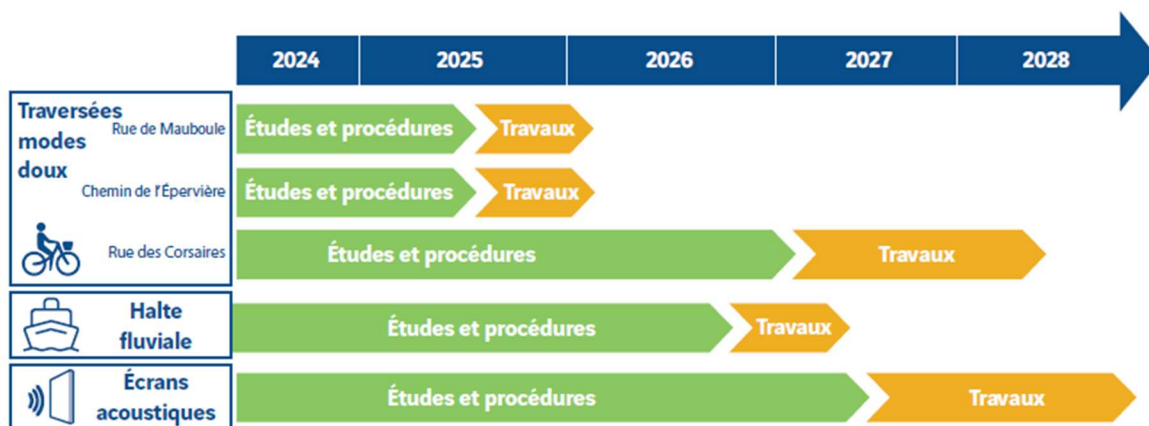 2024 2025 2026 2027 2028
Traversées
modes
doux
Rue de Mauboule
Études et procédures Travaux
Chemin de l'Épervière
Études et procédures Travaux
Rue des Corsaires
Études et procédures Travaux
Halte
fluviale
Études et procédures Travaux
Écrans
acoustiques
Études et procédures Travaux